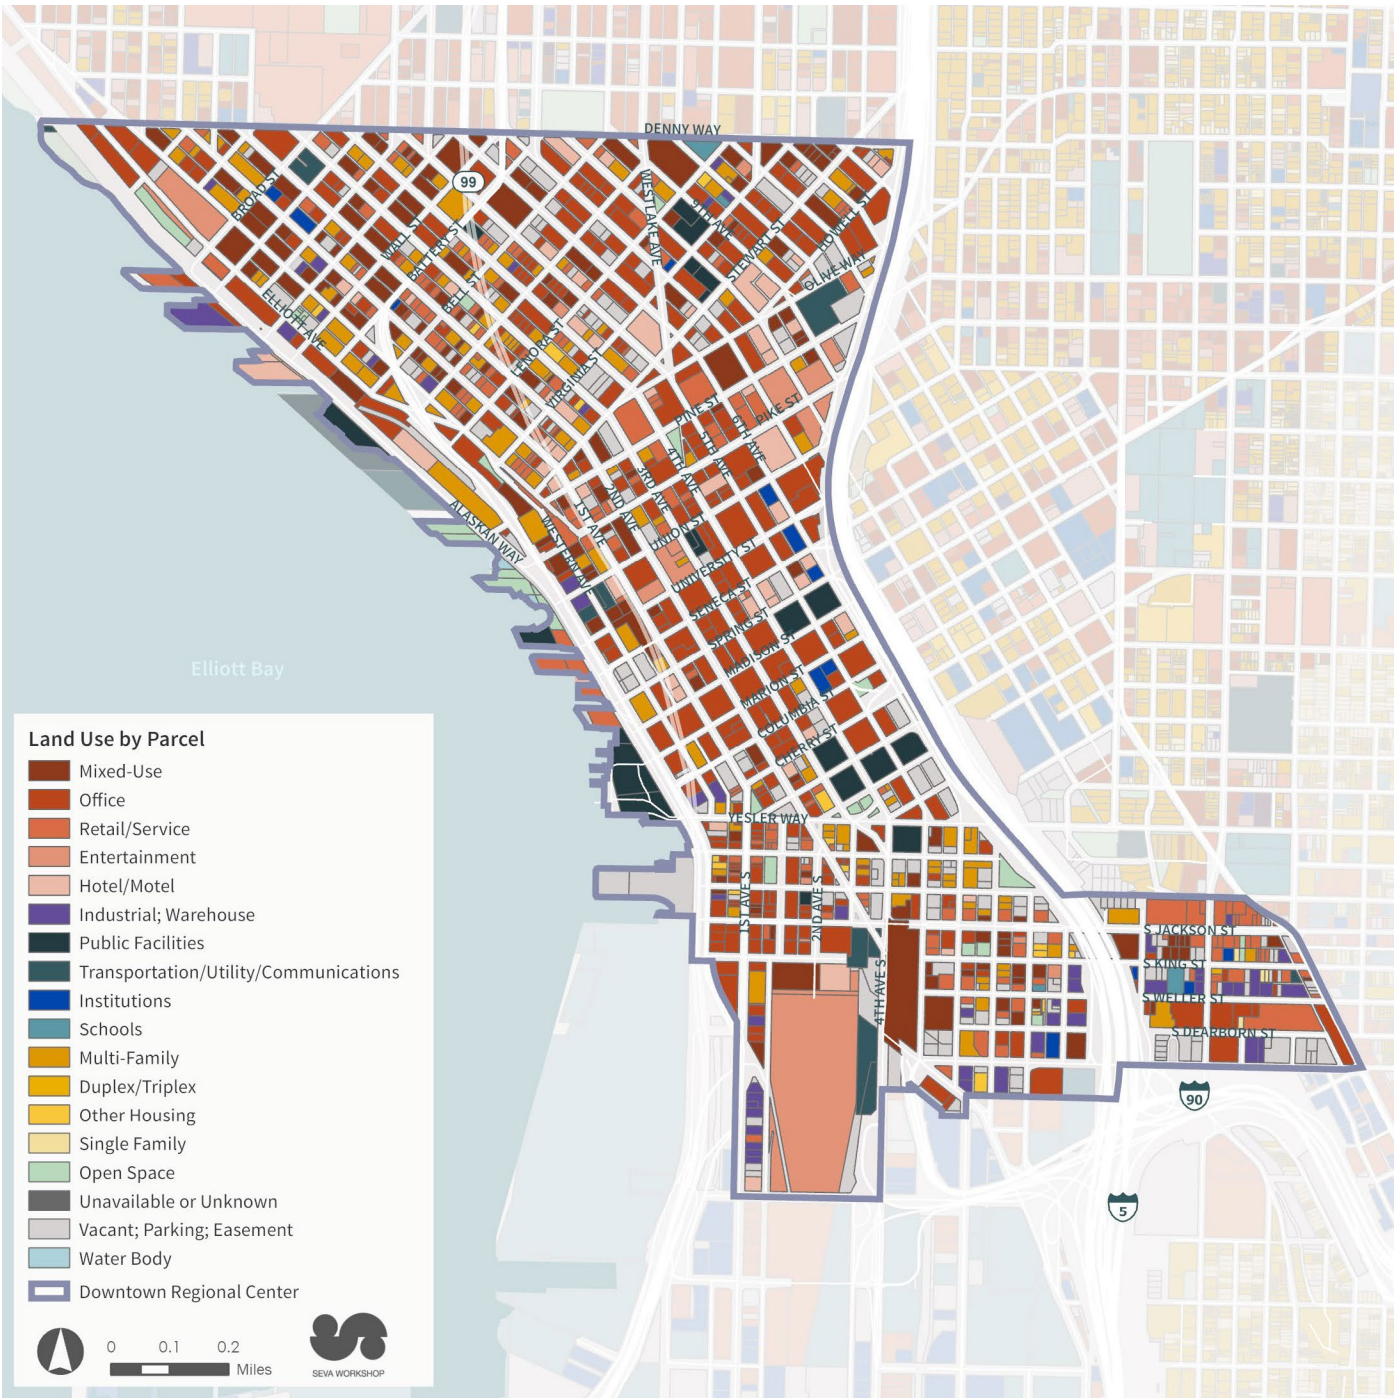 DENNY WAY
99
BROAD ST
WALL ST
BATTERY ST
BELL ST
WESTLAKE AVE
9TH AVE
STEWART ST
HOWELL ST
OLIVE WAY
ELLIOTT AVE
LENORA ST
VIRGINIA ST
PINE ST
PIKE ST
6TH AVE
5TH AVE
4TH AVE
3RD AVE
2ND AVE
1ST AVE
UNION ST
UNIVERSITY ST
ALASKAN WAY
WESTERN AVE
SENECA ST
SPRING ST
MADISON ST
MARION ST
COLUMBIA ST
CHERRY ST
Elliott Bay
YESLER WAY
1ST AVE S
2ND AVE S
4TH AVE S
S JACKSON ST
S KING ST
S WELLER ST
S DEARBORN ST
90
5
Land Use by Parcel
Mixed-Use
Office
Retail/Service
Entertainment
Hotel/Motel
Industrial; Warehouse
Public Facilities
Transportation/Utility/Communications
Institutions
Schools
Multi-Family
Duplex/Triplex
Other Housing
Single Family
Open Space
Unavailable or Unknown
Vacant; Parking; Easement
Water Body
Downtown Regional Center
0 0.1 0.2
Miles
SEVA WORKSHOP